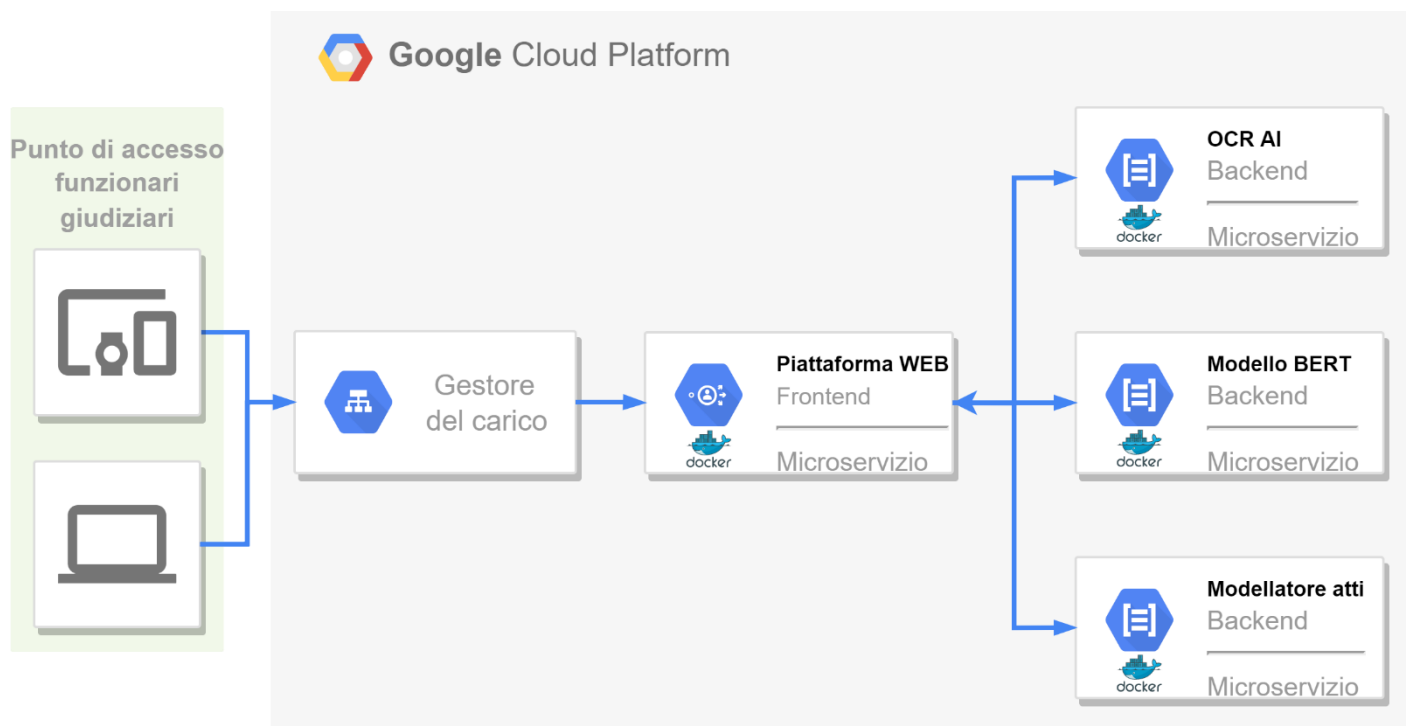 Google Cloud Platform
Punto di accesso
funzionari
giudiziari
Gestore
del carico
Piattaforma WEB
Frontend
docker
Microservizio
OCR AI
Backend
docker
Microservizio
Modello BERT
Backend
docker
Microservizio
Modellatore atti
Backend
docker
Microservizio